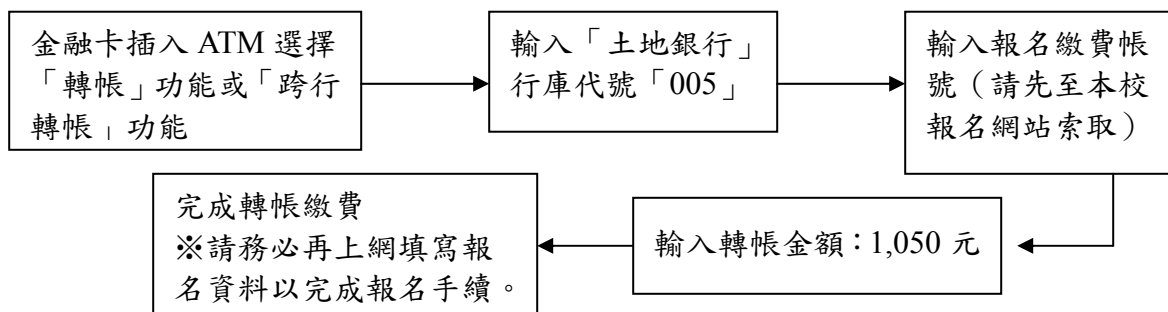 金融卡插入 ATM 選擇
「轉帳」功能或「跨行
轉帳」功能
輸入「土地銀行」
行庫代號「005」
輸入報名繳費帳
號（請先至本校
報名網站索取）
輸入轉帳金額：1,050 元
完成轉帳繳費
※請務必再上網填寫報
名資料以完成報名手續。